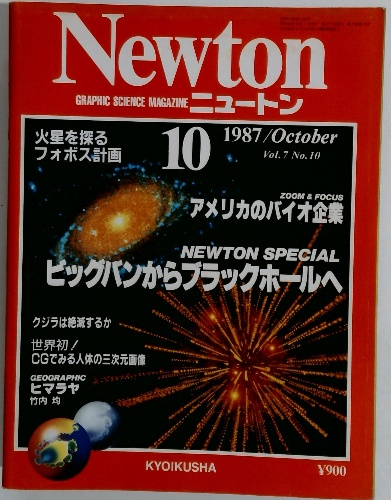 Newton
GRAPHIC SCIENCE MAGAZINE ニュートン
火星を探る
フォボス計画
10
1987/October
Vol. 7 No. 10
ZOOM & FOCUS
アメリカのバイオ企業
NEWTON SPECIAL
ビッグバンからブラックホールへ
クジラは絶滅するか
世界初!
CGでみる人体の三次元画像
GEOGRAPHIC
ヒマラヤ
竹内 均
KYOIKUSHA
¥900